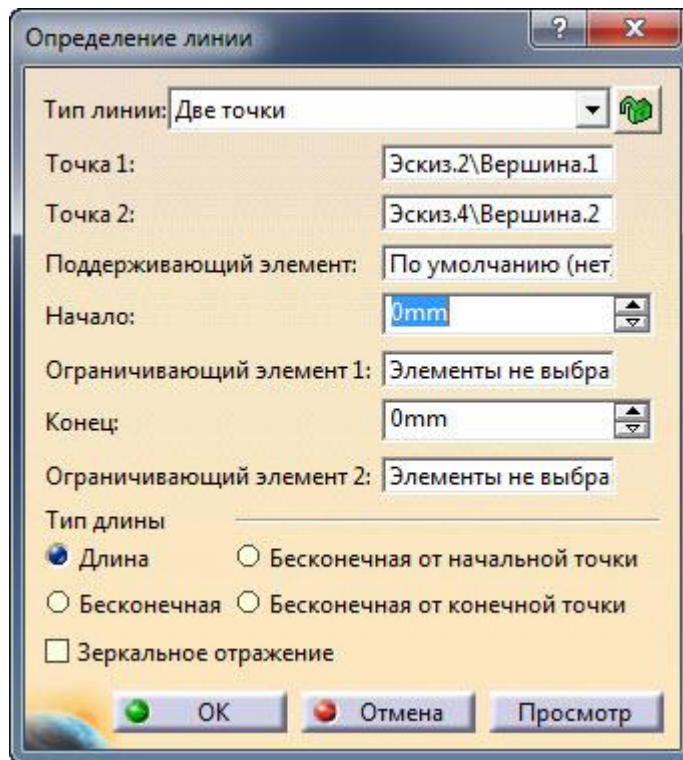 Определение линии
?
X
Тип линии: Две точки
Точка 1: Эскиз.2\Вершина.1
Точка 2: Эскиз.4\Вершина.2
Поддерживающий элемент: По умолчанию (нет
Начало: 0mm
Ограничивающий элемент 1: Элементы не выбра
Конец: 0mm
Ограничивающий элемент 2: Элементы не выбра
Тип длины
Длина Бесконечная от начальной точки
Бесконечная Бесконечная от конечной точки
Зеркальное отражение
OK Отмена Просмотр